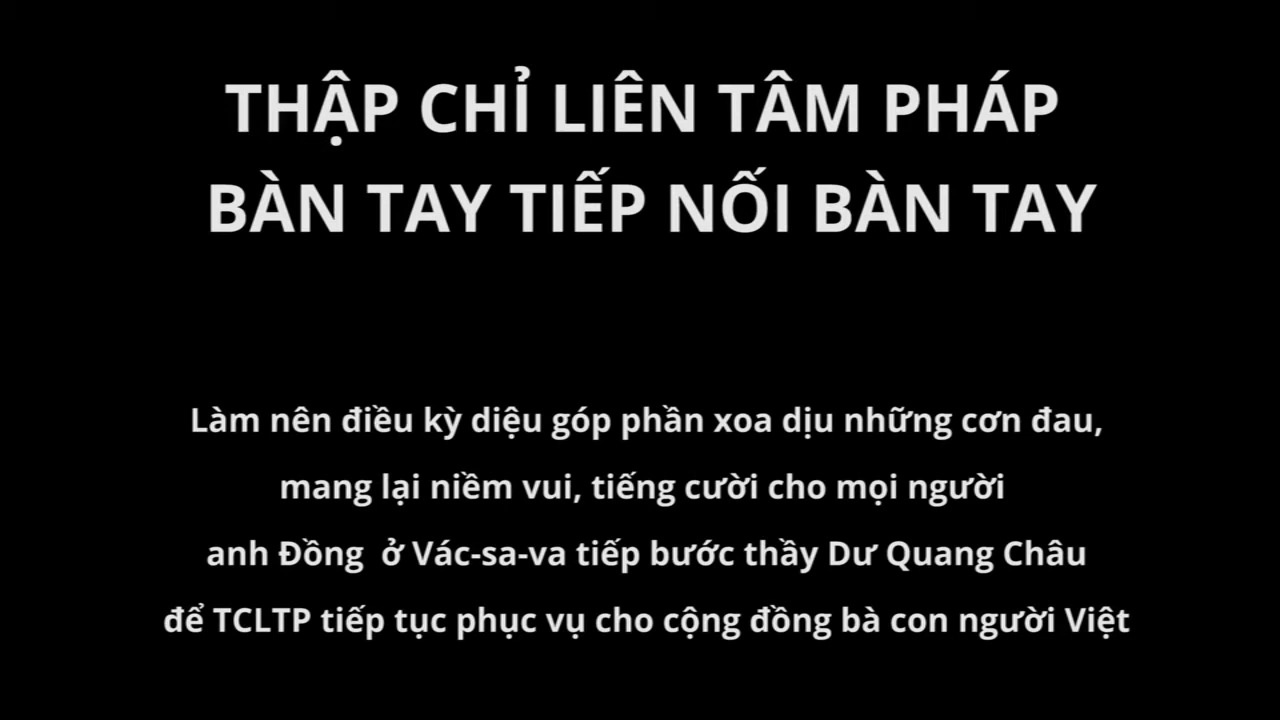 THẬP CHỈ LIÊN TÂM PHÁP
BÀN TAY TIẾP NỐI BÀN TAY
Làm nên điều kỳ diệu góp phần xoa dịu những cơn đau,
mang lại niềm vui, tiếng cười cho mọi người
anh Đồng ở Vác-sa-va tiếp bước thầy Dư Quang Châu
để TCLTP tiếp tục phục vụ cho cộng đồng bà con người Việt